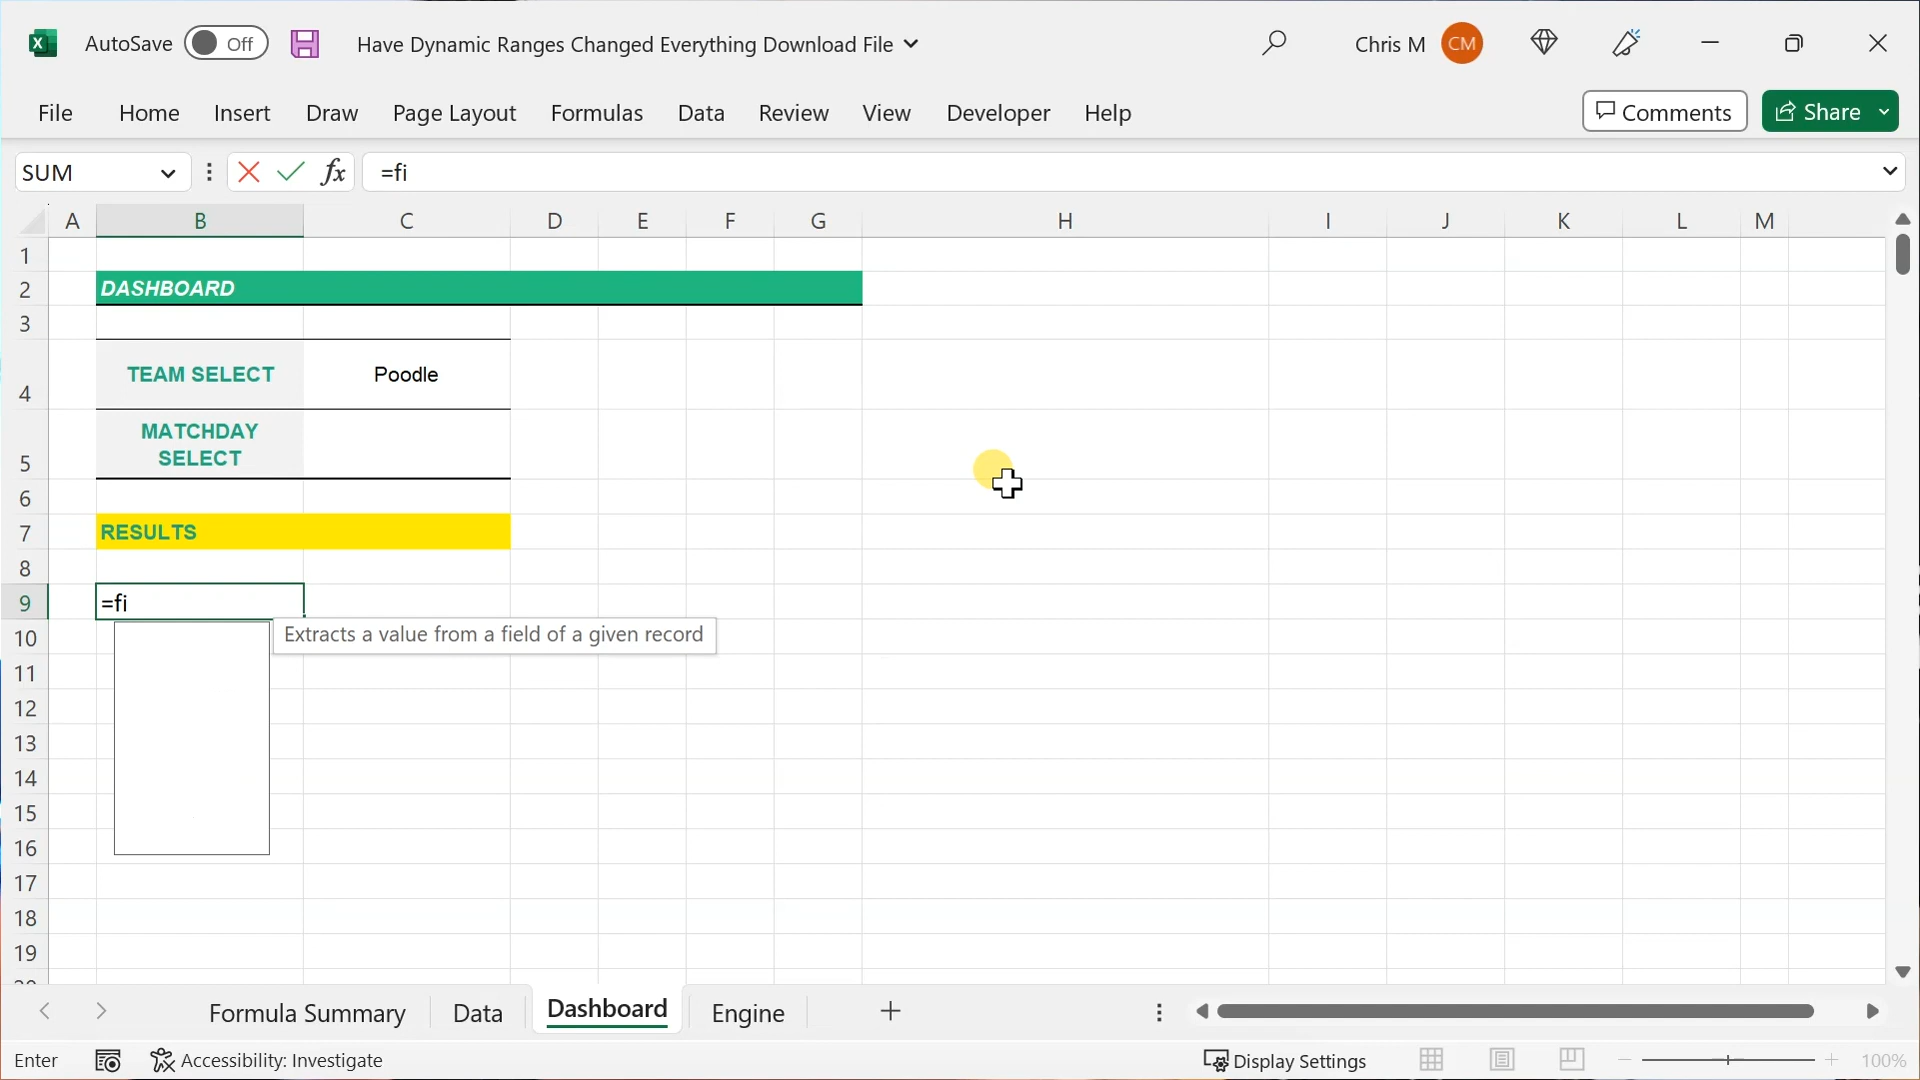 AutoSave Off Have Dynamic Ranges Changed Everything Download File Chris M CM
File Home Insert Draw Page Layout Formulas Data Review View Developer Help Comments Share
SUM fx =fi
A B C D E F G H I J K L M
1
2 DASHBOARD
3
4 TEAM SELECT Poodle
5 MATCHDAY
SELECT
6
7 RESULTS
8
9 =fi
10 Extracts a value from a field of a given record
11
12
13
14
15
16
17
18
19
20
Formula Summary Data Dashboard Engine
Enter Accessibility: Investigate Display Settings 100%